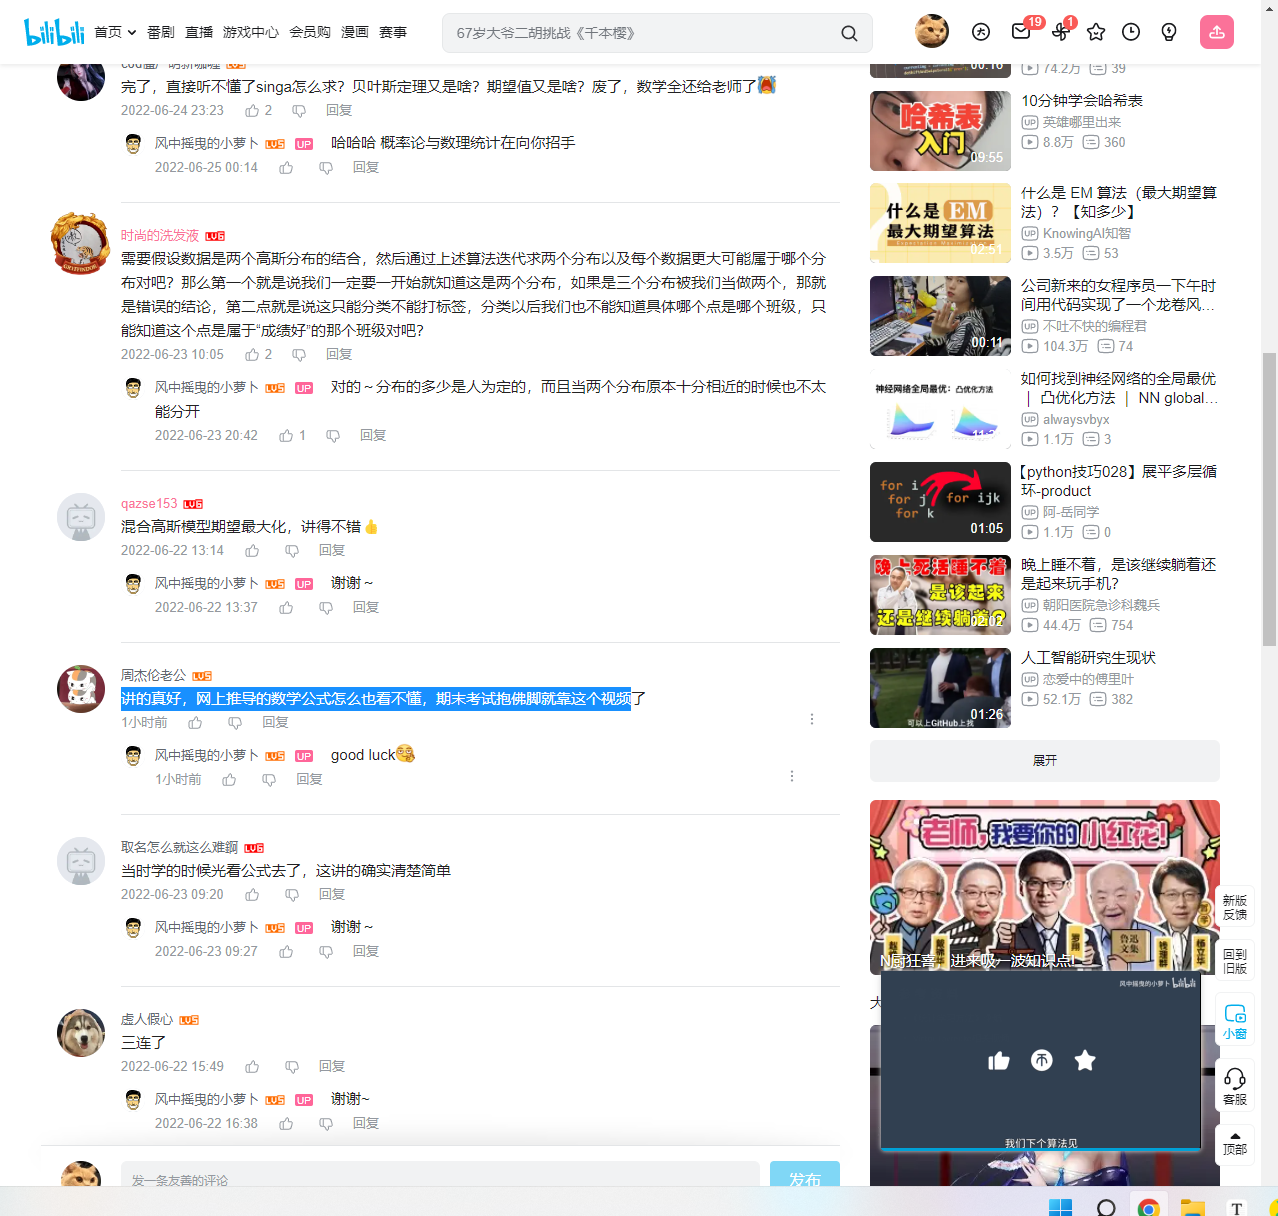 bilibili 首页 番剧 直播 游戏中心 会员购 漫画 赛事 67岁大爷二胡挑战《千本樱》 19 1
完了，直接听不懂了singa怎么求？贝叶斯定理又是啥？期望值又是啥？废了，数学全还给老师了
2022-06-24 23:23 2 回复
风中摇曳的小萝卜 LV5 UP 哈哈哈 概率论与数理统计在向你招手
2022-06-25 00:14 回复
时尚的洗发液 LV6
需要假设数据是两个高斯分布的结合，然后通过上述算法迭代求两个分布以及每个数据更大可能属于哪个分
布对吧？那么第一个就是说我们一定要一开始就知道这是两个分布，如果是三个分布被我们当做两个，那就
是错误的结论，第二点就是说这只能分类不能打标签，分类以后我们也不能知道具体哪个点是哪个班级，只
能知道这个点是属于“成绩好”的那个班级对吧？
2022-06-23 10:05 2 回复
风中摇曳的小萝卜 LV5 UP 对的～分布的多少是人为定的，而且当两个分布原本十分相近的时候也不太
能分开
2022-06-23 20:42 1 回复
qazse153 LV6
混合高斯模型期望最大化，讲得不错
2022-06-22 13:14 回复
风中摇曳的小萝卜 LV5 UP 谢谢～
2022-06-22 13:37 回复
周杰伦老公 LV5
讲的真好，网上推导的数学公式怎么也看不懂，期末考试抱佛脚就靠这个视频了
1小时前 回复
风中摇曳的小萝卜 LV5 UP good luck
1小时前 回复
取名怎么就这么难錒 LV6
当时学的时候光看公式去了，这讲的确实清楚简单
2022-06-23 09:20 回复
风中摇曳的小萝卜 LV5 UP 谢谢～
2022-06-23 09:27 回复
虚人假心 LV5
三连了
2022-06-22 15:49 回复
风中摇曳的小萝卜 LV5 UP 谢谢~
2022-06-22 16:38 回复
发一条友善的评论 发布
00:16
74.2万 39
哈希表
入门
09:55
10分钟学会哈希表
UP 英雄哪里出来
8.8万 360
什么是 EM
最大期望算法
02:51
什么是 EM 算法（最大期望算
法）？【知多少】
UP KnowingAI知智
3.5万 53
00:11
公司新来的女程序员一下午时
间用代码实现了一个龙卷风...
UP 不吐不快的编程君
104.3万 74
神经网络全局最优：凸优化方法
如何找到神经网络的全局最优
| 凸优化方法 | NN global...
UP alwaysvbyx
1.1万 3
for i
for j
for k
for ijk
01:05
【python技巧028】展平多层循
环-product
UP 阿-岳同学
1.1万 0
晚上死活睡不着
是该起来
还是继续躺着?
02:02
晚上睡不着，是该继续躺着还
是起来玩手机？
UP 朝阳医院急诊科魏兵
44.4万 754
可以上GitHub上找
01:26
人工智能研究生现状
UP 恋爱中的傅里叶
52.1万 382
展开
老师，我要你的小红花!
罗翔
鲁迅
文集
钱理群
杨立华
N厨狂喜，进来吸一波知识点!
大
风中摇曳的小萝卜 bilibili
我们下个算法见
新版
反馈
回到
旧版
小窗
客服
顶部
T